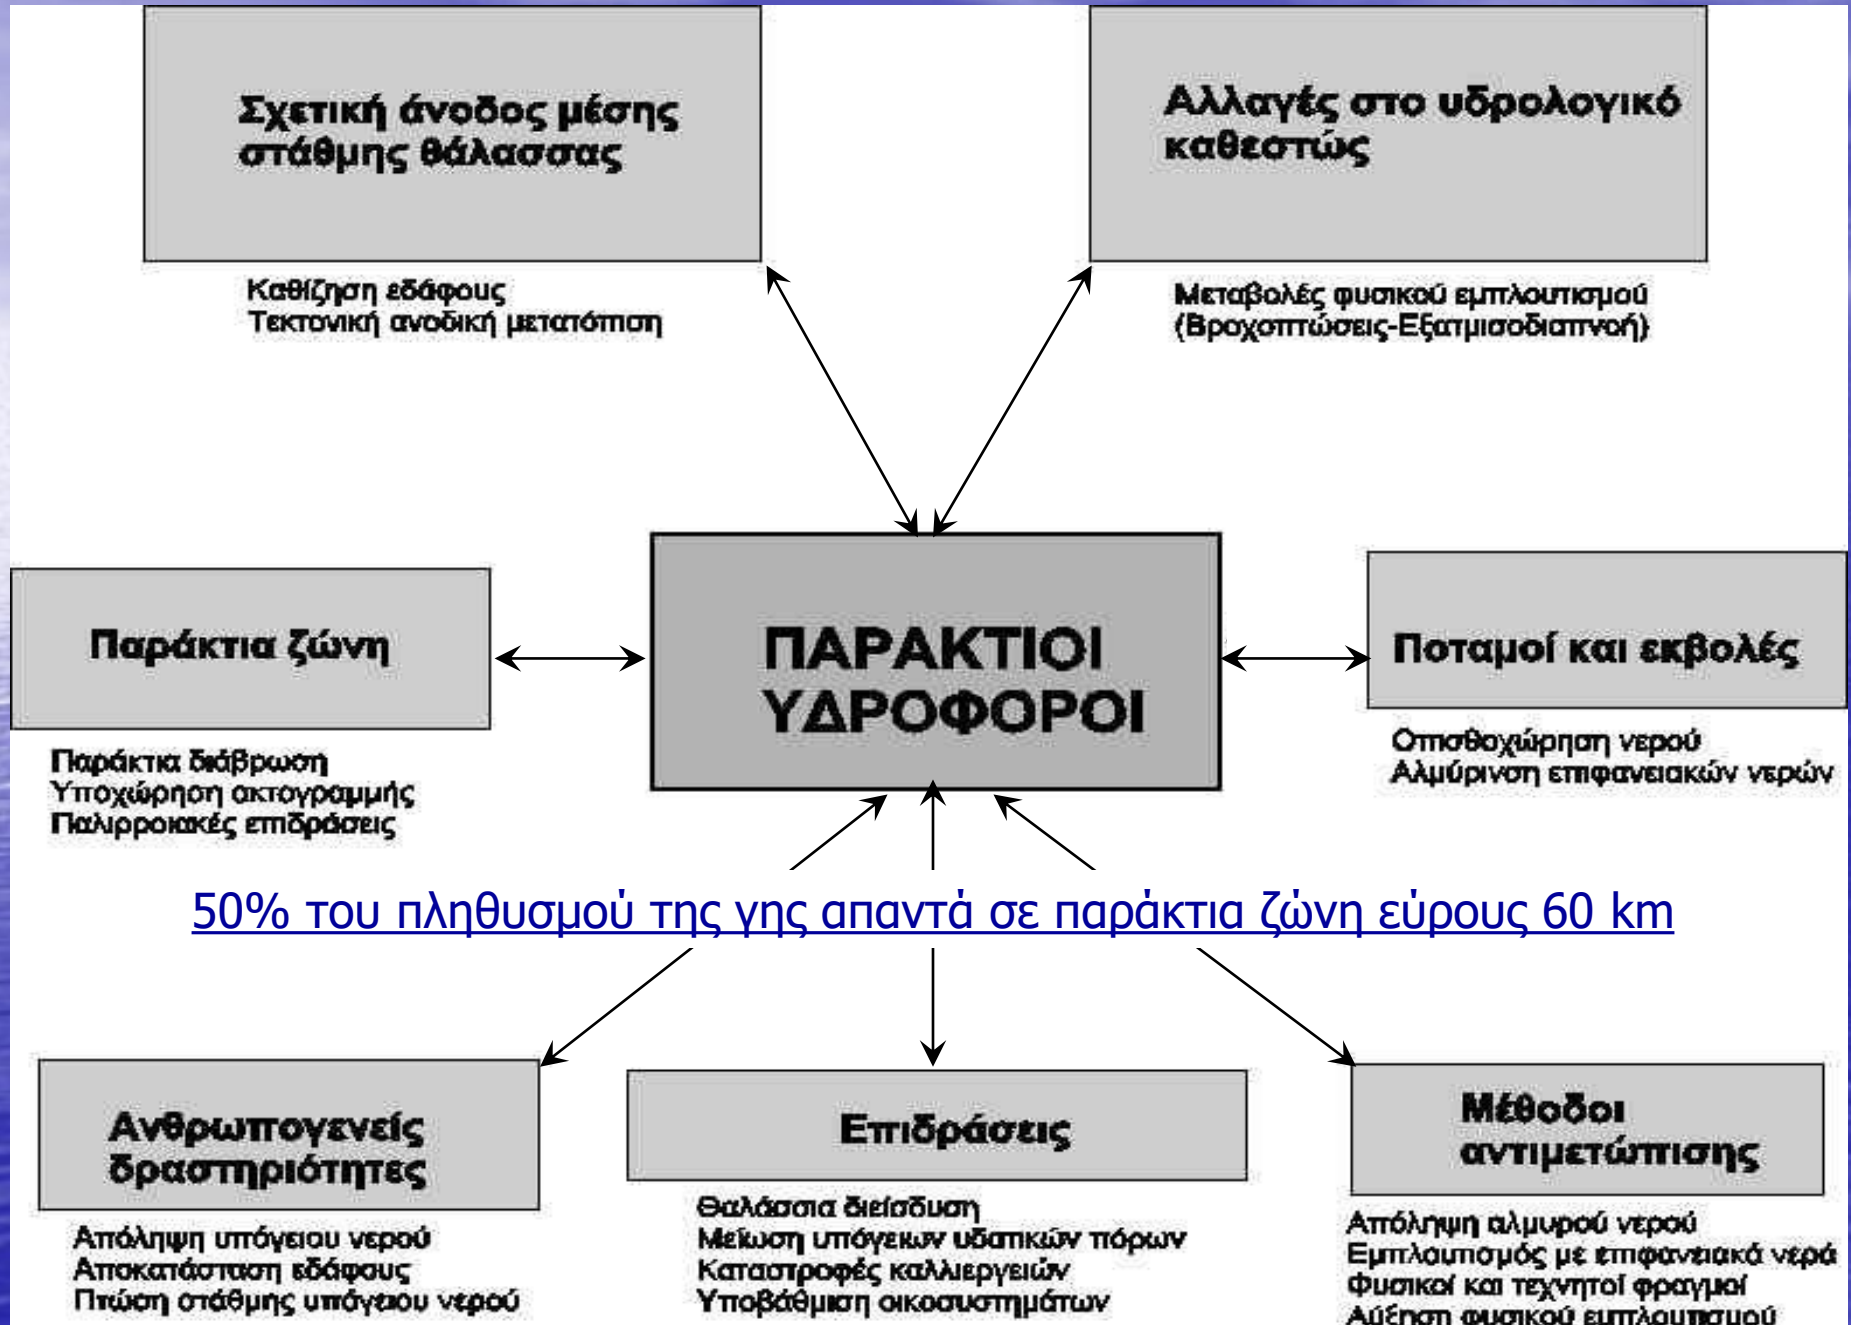 Σχετική άνοδος μέσης
στάθμης θάλασσας
Καθίζηση εδάφους
Τεκτονική ανοδική μετατόπιση
Αλλαγές στο υδρολογικό
καθεστώς
Μεταβολές φυσικού εμπλουτισμού
(Βροχοπτώσεις-Εξατμισοδιαπνοή)
Παράκτια ζώνη
Παράκτια διάβρωση
Υποχώρηση ακτογραμμής
Παλιρροιακές επιδράσεις
ΠΑΡΑΚΤΙΟΙ
ΥΔΡΟΦΟΡΟΙ
Ποταμοί και εκβολές
Οπισθοχώρηση νερού
Αλμύρινση επιφανειακών νερών
50% του πληθυσμού της γης απαντά σε παράκτια ζώνη εύρους 60 km
Ανθρωπογενείς
δραστηριότητες
Απόληψη υπόγειου νερού
Αποκατάσταση εδάφους
Πτώση στάθμης υπόγειου νερού
Επιδράσεις
Θαλάσσια διείσδυση
Μείωση υπόγειων υδατικών πόρων
Καταστροφές καλλιεργειών
Υποβάθμιση οικοσυστημάτων
Μέθοδοι
αντιμετώπισης
Απόληψη αλμυρού νερού
Εμπλουτισμός με επιφανειακά νερά
Φυσικοί και τεχνητοί φραγμοί
Αύξηση φυσικού εμπλουτισμού